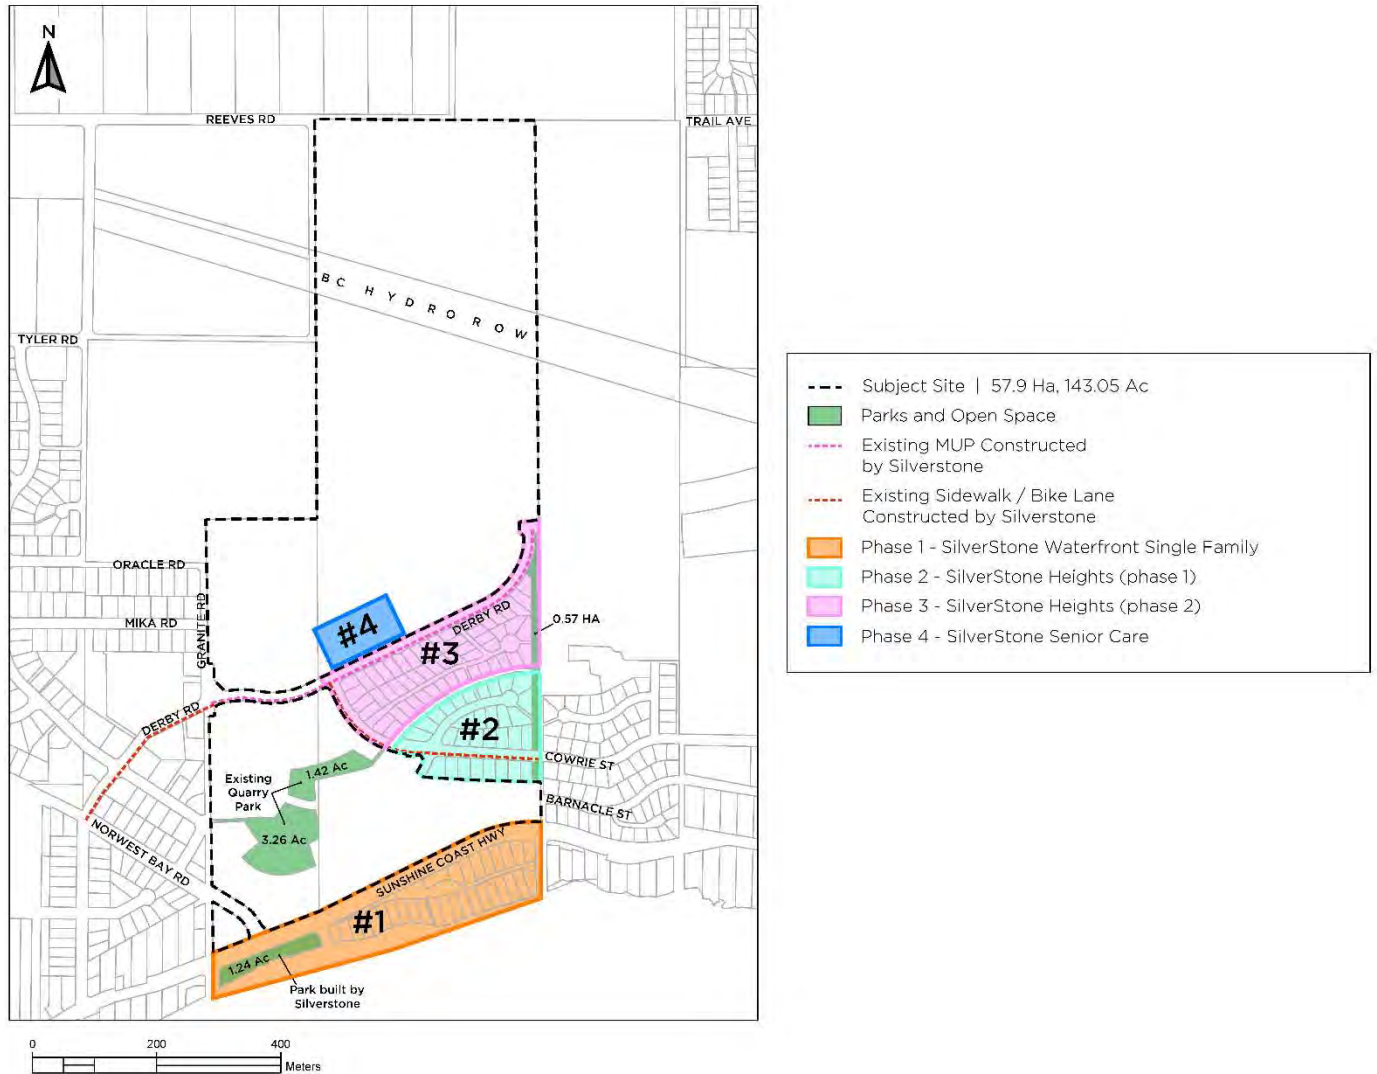 N
REEVES RD
TRAIL AVE
BC HYDRO ROW
TYLER RD
ORACLE RD
MIKA RD
GRANITE RD
#4
DERBY RD
0.57 HA
#3
DERBY RD
#2
COWRIE ST
1.42 Ac
Existing
Quarry
Park
BARNACLE ST
3.26 Ac
NORWEST BAY RD
SUNSHINE COAST HWY
#1
1.24 Ac
Park built by
Silverstone
0 200 400
Meters
Subject Site | 57.9 Ha, 143.05 Ac
Parks and Open Space
Existing MUP Constructed
by Silverstone
Existing Sidewalk / Bike Lane
Constructed by Silverstone
Phase 1 - SilverStone Waterfront Single Family
Phase 2 - SilverStone Heights (phase 1)
Phase 3 - SilverStone Heights (phase 2)
Phase 4 - SilverStone Senior Care